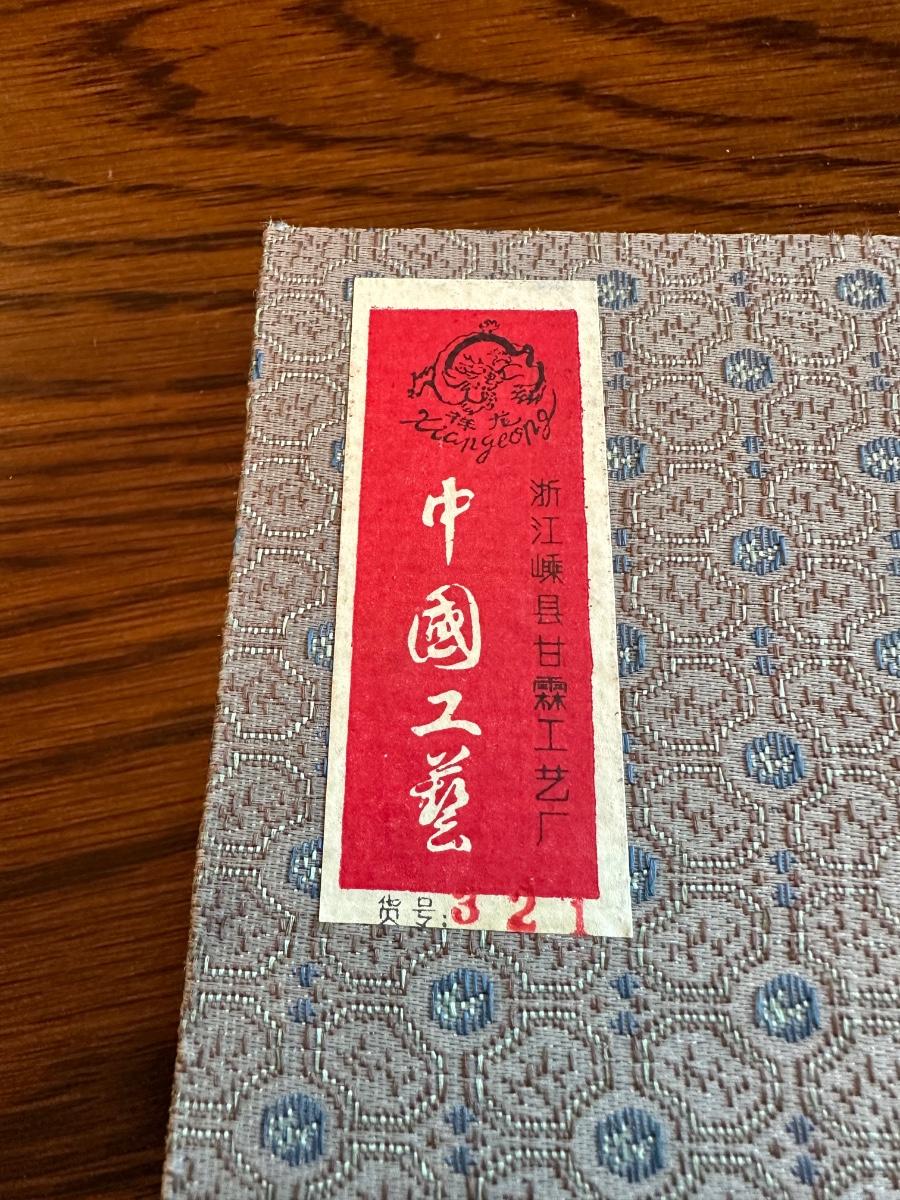 祥龙
Xiangeong
中國工藝
浙江嵊县甘霖工艺厂
货号:321